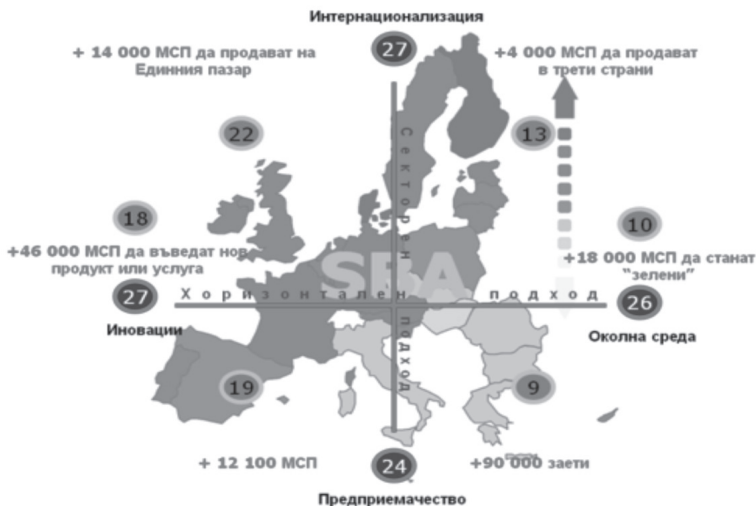 Интернационализация
+ 14 000 МСП да продават на
Единния пазар
27
+4 000 МСП да продават
в трети страни
22
13
Секторен подход
18
10
+46 000 МСП да въведат нов
продукт или услуга
SBA
+18 000 МСП да станат
"зелени"
27
Хоризонтален подход
26
Иновации
Околна среда
19
9
+ 12 100 МСП
24
+90 000 заети
Предприемачество